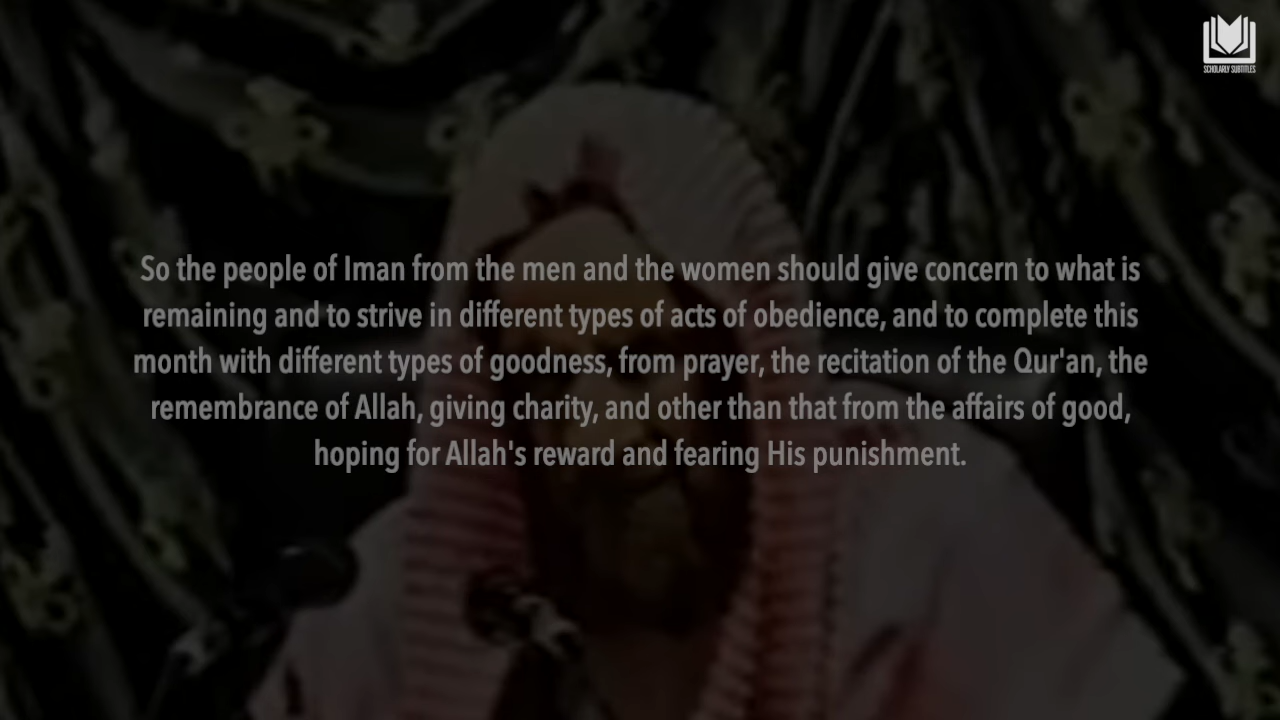 SCHOLARLY SUBTITLES
So the people of Iman from the men and the women should give concern to what is
remaining and to strive in different types of acts of obedience, and to complete this
month with different types of goodness, from prayer, the recitation of the Qur'an, the
remembrance of Allah, giving charity, and other than that from the affairs of good,
hoping for Allah's reward and fearing His punishment.